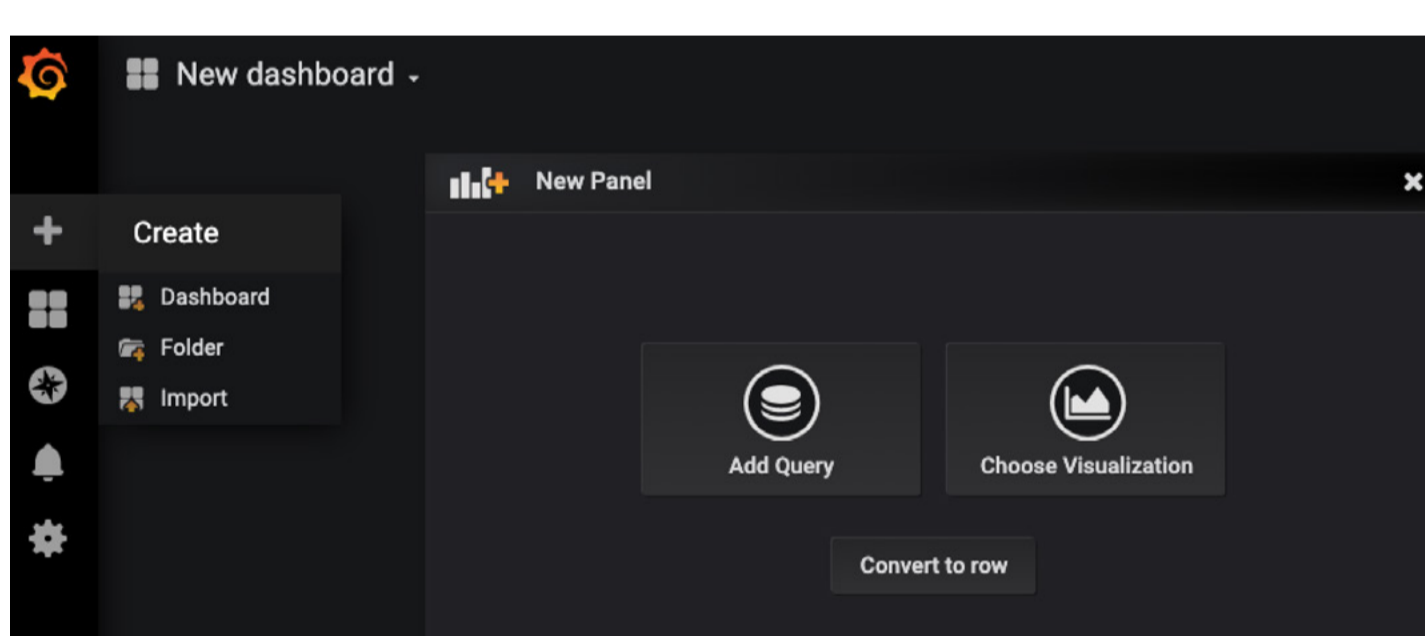 New dashboard
New Panel
Create
Dashboard
Folder
Import
Add Query
Choose Visualization
Convert to row